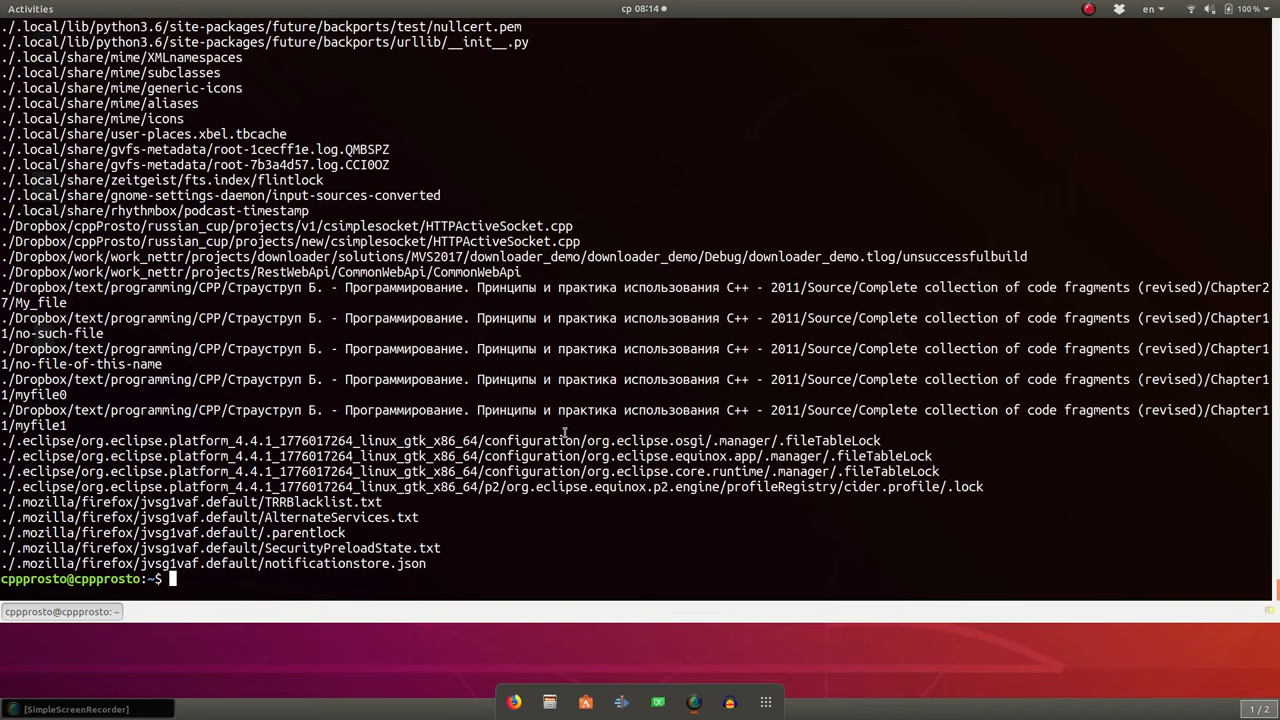 Activities
ср 08:14
en
100 %
./.local/lib/python3.6/site-packages/future/backports/test/nullcert.pem
./.local/lib/python3.6/site-packages/future/backports/urllib/__init__.py
./.local/share/mime/XMLnamespaces
./.local/share/mime/subclasses
./.local/share/mime/generic-icons
./.local/share/mime/aliases
./.local/share/mime/icons
./.local/share/user-places.xbel.tbcache
./.local/share/gvfs-metadata/root-1cecff1e.log.QMBSPZ
./.local/share/gvfs-metadata/root-7b3a4d57.log.CCI0OZ
./.local/share/zeitgeist/fts.index/flintlock
./.local/share/gnome-settings-daemon/input-sources-converted
./.local/share/rhythmbox/podcast-timestamp
./Dropbox/cppProsto/russian_cup/projects/v1/csimplesocket/HTTPActiveSocket.cpp
./Dropbox/cppProsto/russian_cup/projects/new/csimplesocket/HTTPActiveSocket.cpp
./Dropbox/work/work_nettr/projects/downloader/solutions/MVS2017/downloader_demo/downloader_demo/Debug/downloader_demo.tlog/unsuccessfulbuild
./Dropbox/work/work_nettr/projects/RestWebApi/CommonWebApi/CommonWebApi
./Dropbox/text/programming/CPP/Страуструп Б. - Программирование. Принципы и практика использования C++ - 2011/Source/Complete collection of code fragments (revised)/Chapter2
7/My_file
./Dropbox/text/programming/CPP/Страуструп Б. - Программирование. Принципы и практика использования C++ - 2011/Source/Complete collection of code fragments (revised)/Chapter1
1/no-such-file
./Dropbox/text/programming/CPP/Страуструп Б. - Программирование. Принципы и практика использования C++ - 2011/Source/Complete collection of code fragments (revised)/Chapter1
1/no-file-of-this-name
./Dropbox/text/programming/CPP/Страуструп Б. - Программирование. Принципы и практика использования C++ - 2011/Source/Complete collection of code fragments (revised)/Chapter1
1/myfile0
./Dropbox/text/programming/CPP/Страуструп Б. - Программирование. Принципы и практика использования C++ - 2011/Source/Complete collection of code fragments (revised)/Chapter1
1/myfile1
./.eclipse/org.eclipse.platform_4.4.1_1776017264_linux_gtk_x86_64/configuration/org.eclipse.osgi/.manager/.fileTableLock
./.eclipse/org.eclipse.platform_4.4.1_1776017264_linux_gtk_x86_64/configuration/org.eclipse.equinox.app/.manager/.fileTableLock
./.eclipse/org.eclipse.platform_4.4.1_1776017264_linux_gtk_x86_64/configuration/org.eclipse.core.runtime/.manager/.fileTableLock
./.eclipse/org.eclipse.platform_4.4.1_1776017264_linux_gtk_x86_64/p2/org.eclipse.equinox.p2.engine/profileRegistry/cider.profile/.lock
./.mozilla/firefox/jvsg1vaf.default/TRRBlacklist.txt
./.mozilla/firefox/jvsg1vaf.default/AlternateServices.txt
./.mozilla/firefox/jvsg1vaf.default/.parentlock
./.mozilla/firefox/jvsg1vaf.default/SecurityPreloadState.txt
./.mozilla/firefox/jvsg1vaf.default/notificationstore.json
cppprosto@cppprosto:~$
cppprosto@cppprosto: ~
[SimpleScreenRecorder]
1 / 2